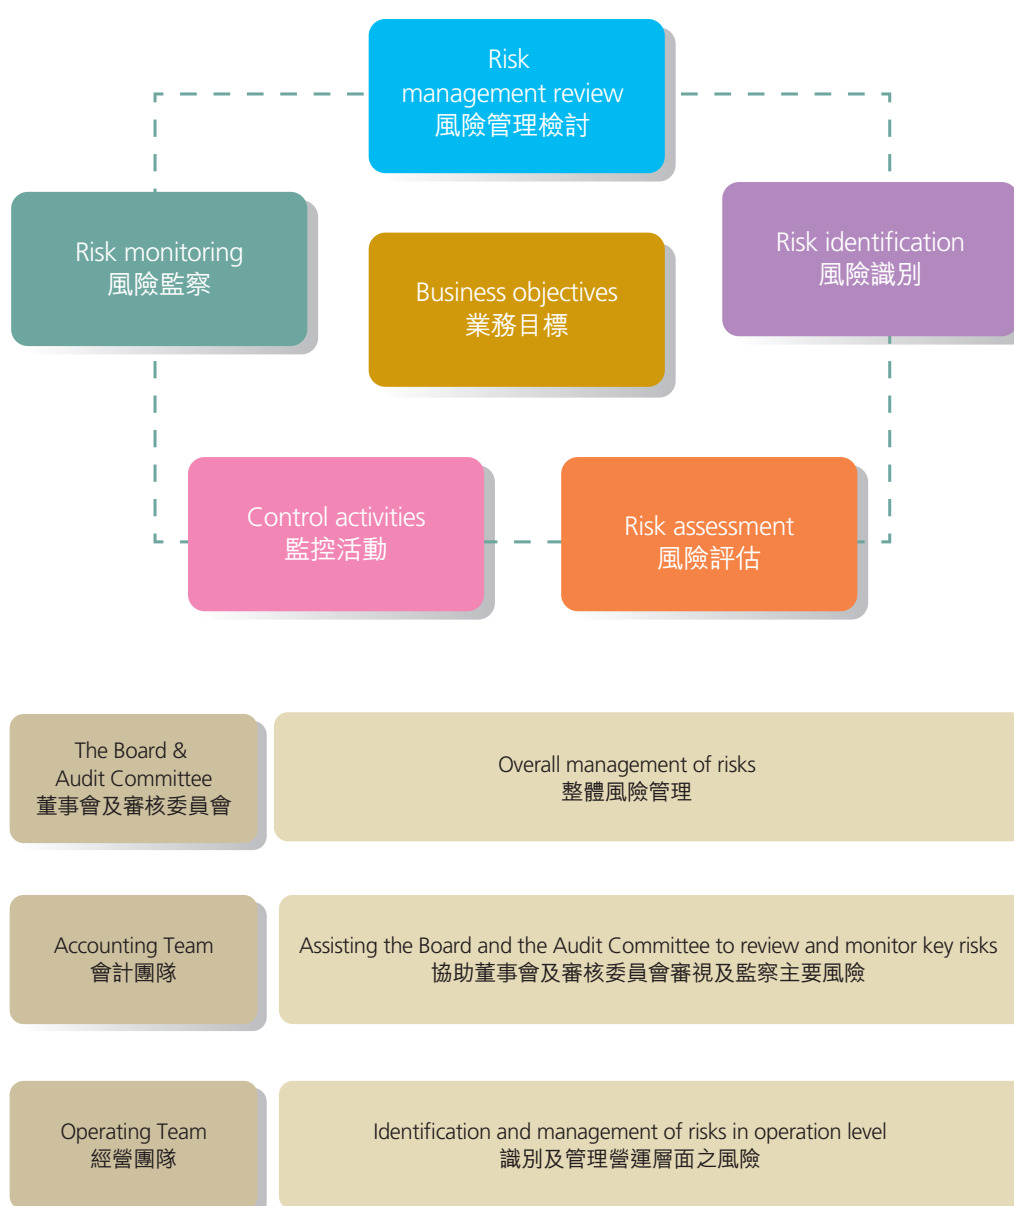 Risk
management review
風險管理檢討
Risk monitoring
風險監察
Risk identification
風險識別
Business objectives
業務目標
Control activities
監控活動
Risk assessment
風險評估
The Board &
Audit Committee
董事會及審核委員會
Overall management of risks
整體風險管理
Accounting Team
會計團隊
Assisting the Board and the Audit Committee to review and monitor key risks
協助董事會及審核委員會審視及監察主要風險
Operating Team
經營團隊
Identification and management of risks in operation level
識別及管理營運層面之風險